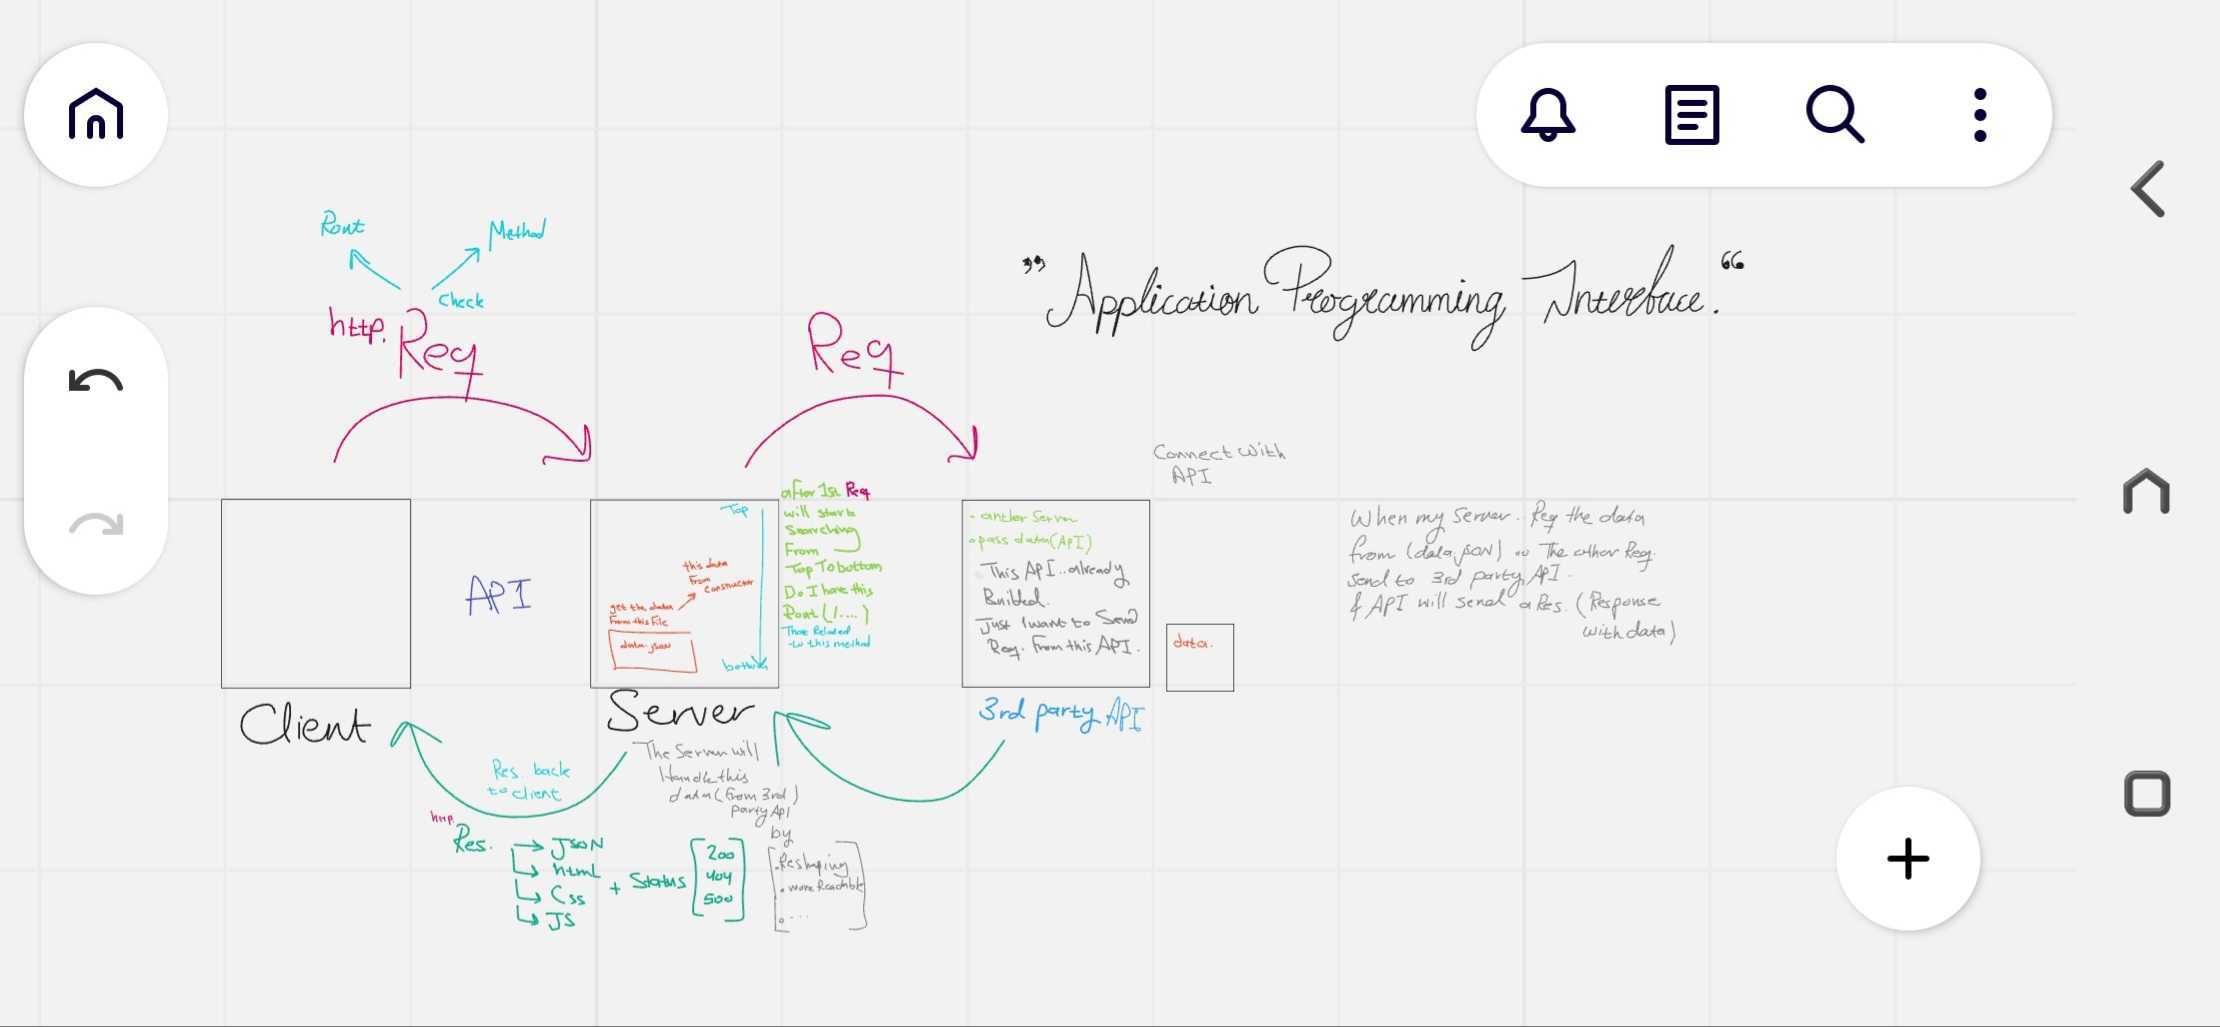 Rout
Method
Check
http. Req
Req
" Application Programming Interface. "
Connect With
API
Client
API
Top
this data
From
Constructor
get the data
From this File
data.json
bottom
Server
after 1st Req
will start
Searching
From
Top To bottom
Do I have this
Rout (/....)
That Related
to this method
- anther Server
• pass data (API)
This API.. already
Builded.
Just I want to Send
Req. From this API.
3rd party API
data.
When my Server.. Req the data
from (data.json) or The other Req.
send to 3rd party API.
& API will send a Res. (Response
with data)
Res. back
to client
The Server will
Handle this
data (From 3rd)
party API
by
• Reshaping
• more Readble
• ...
http.
Res.
→ JSON
→ html
→ Css
→ JS
+ Status
200
404
500